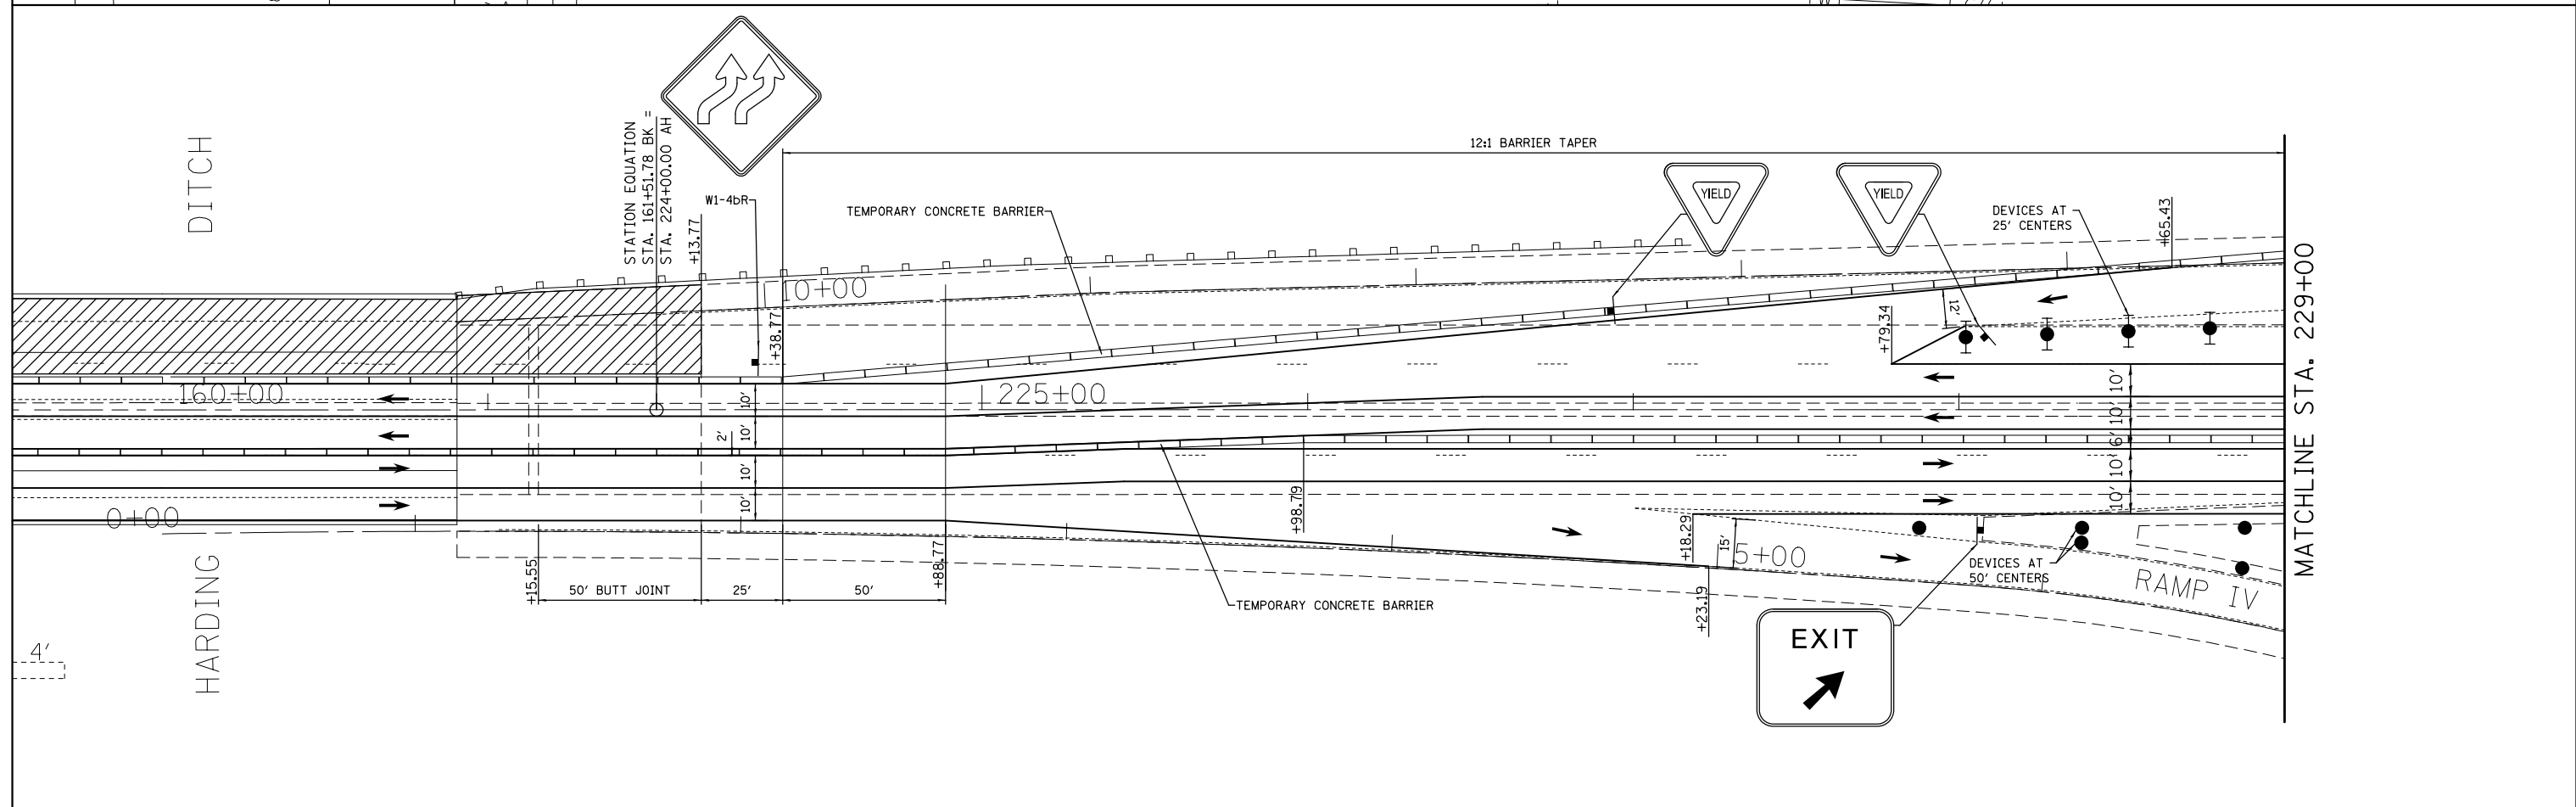 DITCH
STATION EQUATION
STA. 161+51.78 BK =
STA. 224+00.00 AH
+13.77
W1-4bR
+38.77
12:1 BARRIER TAPER
TEMPORARY CONCRETE BARRIER
YIELD
YIELD
DEVICES AT
25' CENTERS
+65.43
MATCHLINE STA. 229+00
10+00
12'
+79.34
160+00
225+00
10'
10'
2'
10'
10'
10'
10'
6'
10'
10'
0+00
HARDING
4'
+15.55
50' BUTT JOINT
25'
50'
+88.77
+98.79
TEMPORARY CONCRETE BARRIER
+18.29
15'
5+00
+23.19
DEVICES AT
50' CENTERS
RAMP IV
EXIT